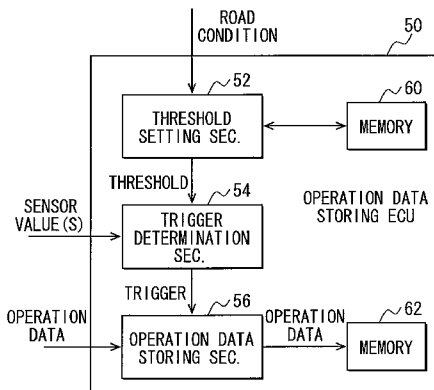 ROAD
CONDITION
50
52
60
THRESHOLD
SETTING SEC.
MEMORY
THRESHOLD
54
OPERATION DATA
STORING ECU
SENSOR
VALUE(S)
TRIGGER
DETERMINATION
SEC.
TRIGGER
56
OPERATION
DATA
OPERATION
DATA
62
OPERATION DATA
STORING SEC.
MEMORY